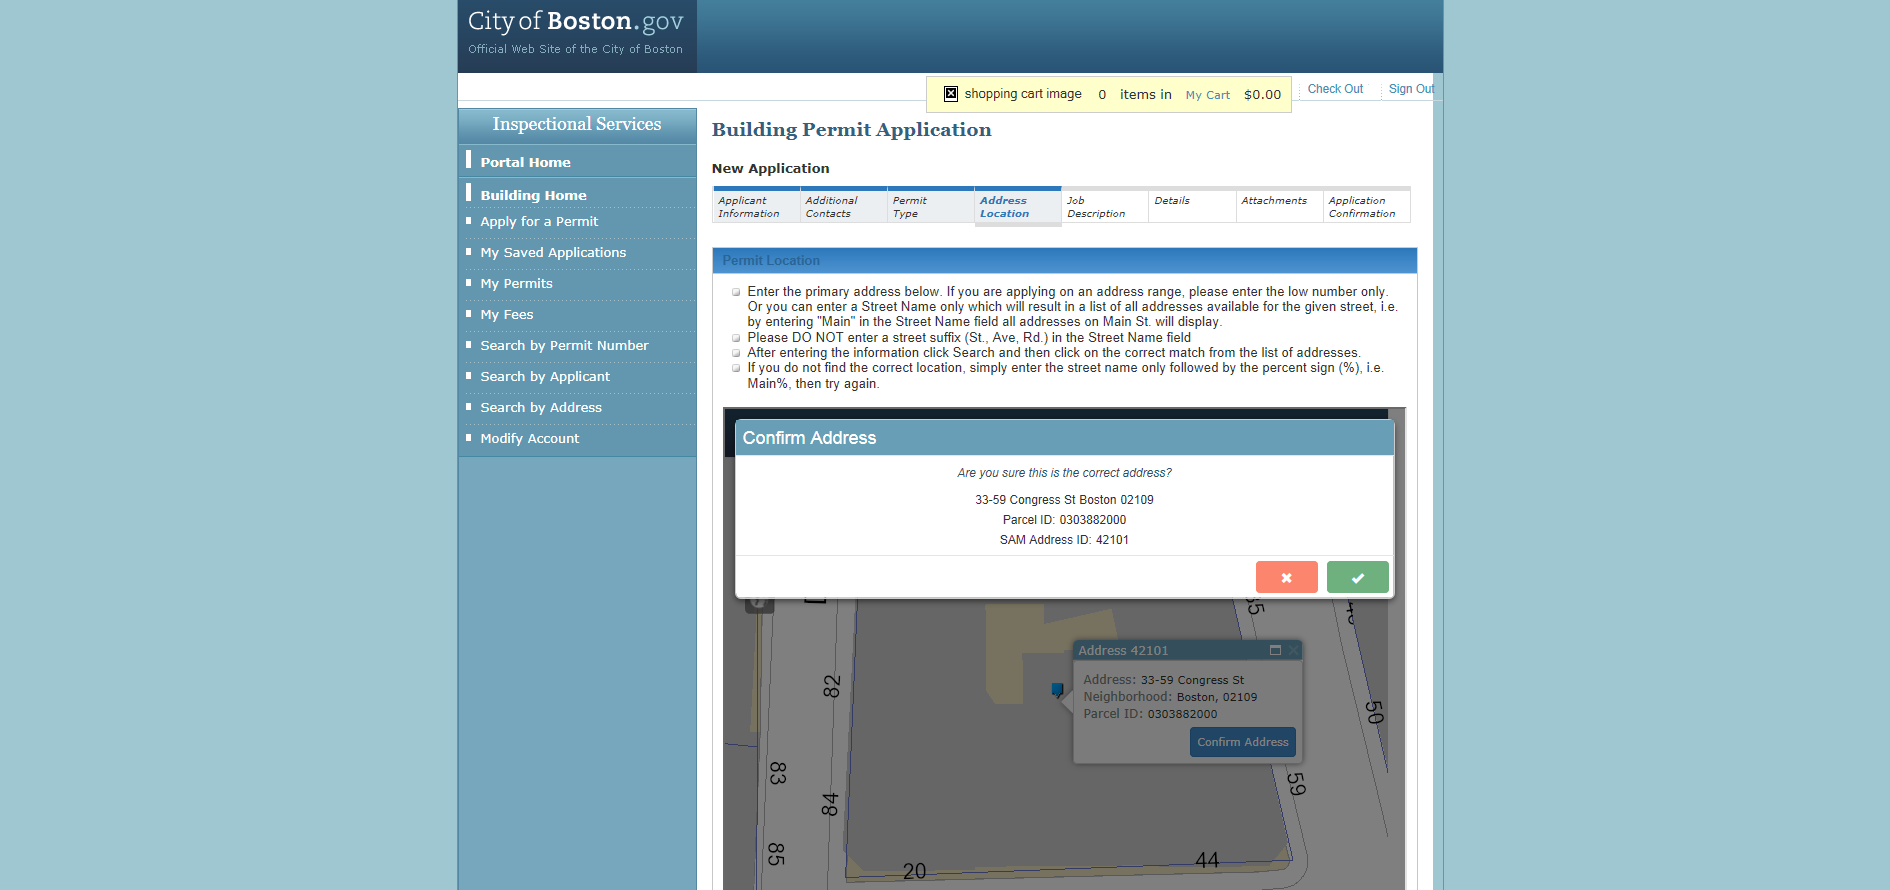 City of Boston.gov
Official Web Site of the City of Boston
shopping cart image 0 items in My Cart $0.00
Check Out
Sign Out
Inspectional Services
Portal Home
Building Home
Apply for a Permit
My Saved Applications
My Permits
My Fees
Search by Permit Number
Search by Applicant
Search by Address
Modify Account
Building Permit Application
New Application
Applicant Information
Additional Contacts
Permit Type
Address Location
Job Description
Details
Attachments
Application Confirmation
Permit Location
Enter the primary address below. If you are applying on an address range, please enter the low number only.
Or you can enter a Street Name only which will result in a list of all addresses available for the given street, i.e.
by entering "Main" in the Street Name field all addresses on Main St. will display.
Please DO NOT enter a street suffix (St., Ave, Rd.) in the Street Name field
After entering the information click Search and then click on the correct match from the list of addresses.
If you do not find the correct location, simply enter the street name only followed by the percent sign (%), i.e.
Main%, then try again.
Confirm Address
Are you sure this is the correct address?
33-59 Congress St Boston 02109
Parcel ID: 0303882000
SAM Address ID: 42101
Address 42101
Address: 33-59 Congress St
Neighborhood: Boston, 02109
Parcel ID: 0303882000
Confirm Address
82
50
83
59
84
85
44
20